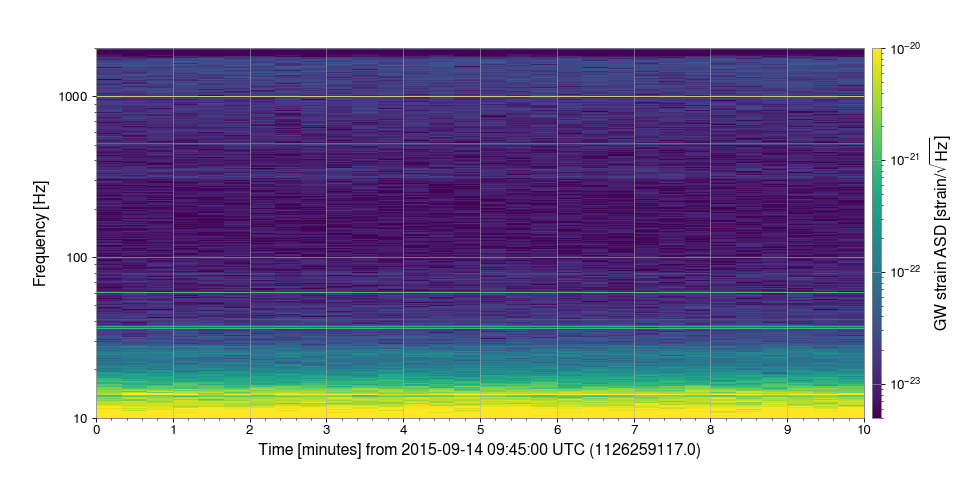 1000
100
10
Frequency [Hz]
0 1 2 3 4 5 6 7 8 9 10
Time [minutes] from 2015-09-14 09:45:00 UTC (1126259117.0)
10⁻²⁰
10⁻²¹
10⁻²²
10⁻²³
GW strain ASD [strain/√Hz]